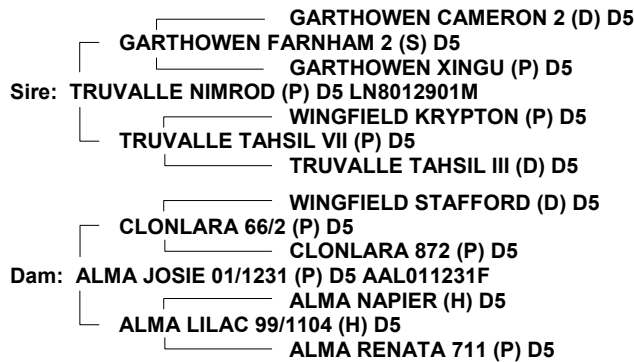 GARTHOWEN CAMERON 2 (D) D5
GARTHOWEN FARNHAM 2 (S) D5
GARTHOWEN XINGU (P) D5
Sire: TRUVALLE NIMROD (P) D5 LN8012901M
WINGFIELD KRYPTON (P) D5
TRUVALLE TAHSIL VII (P) D5
TRUVALLE TAHSIL III (D) D5
WINGFIELD STAFFORD (D) D5
CLONLARA 66/2 (P) D5
CLONLARA 872 (P) D5
Dam: ALMA JOSIE 01/1231 (P) D5 AAL011231F
ALMA NAPIER (H) D5
ALMA LILAC 99/1104 (H) D5
ALMA RENATA 711 (P) D5